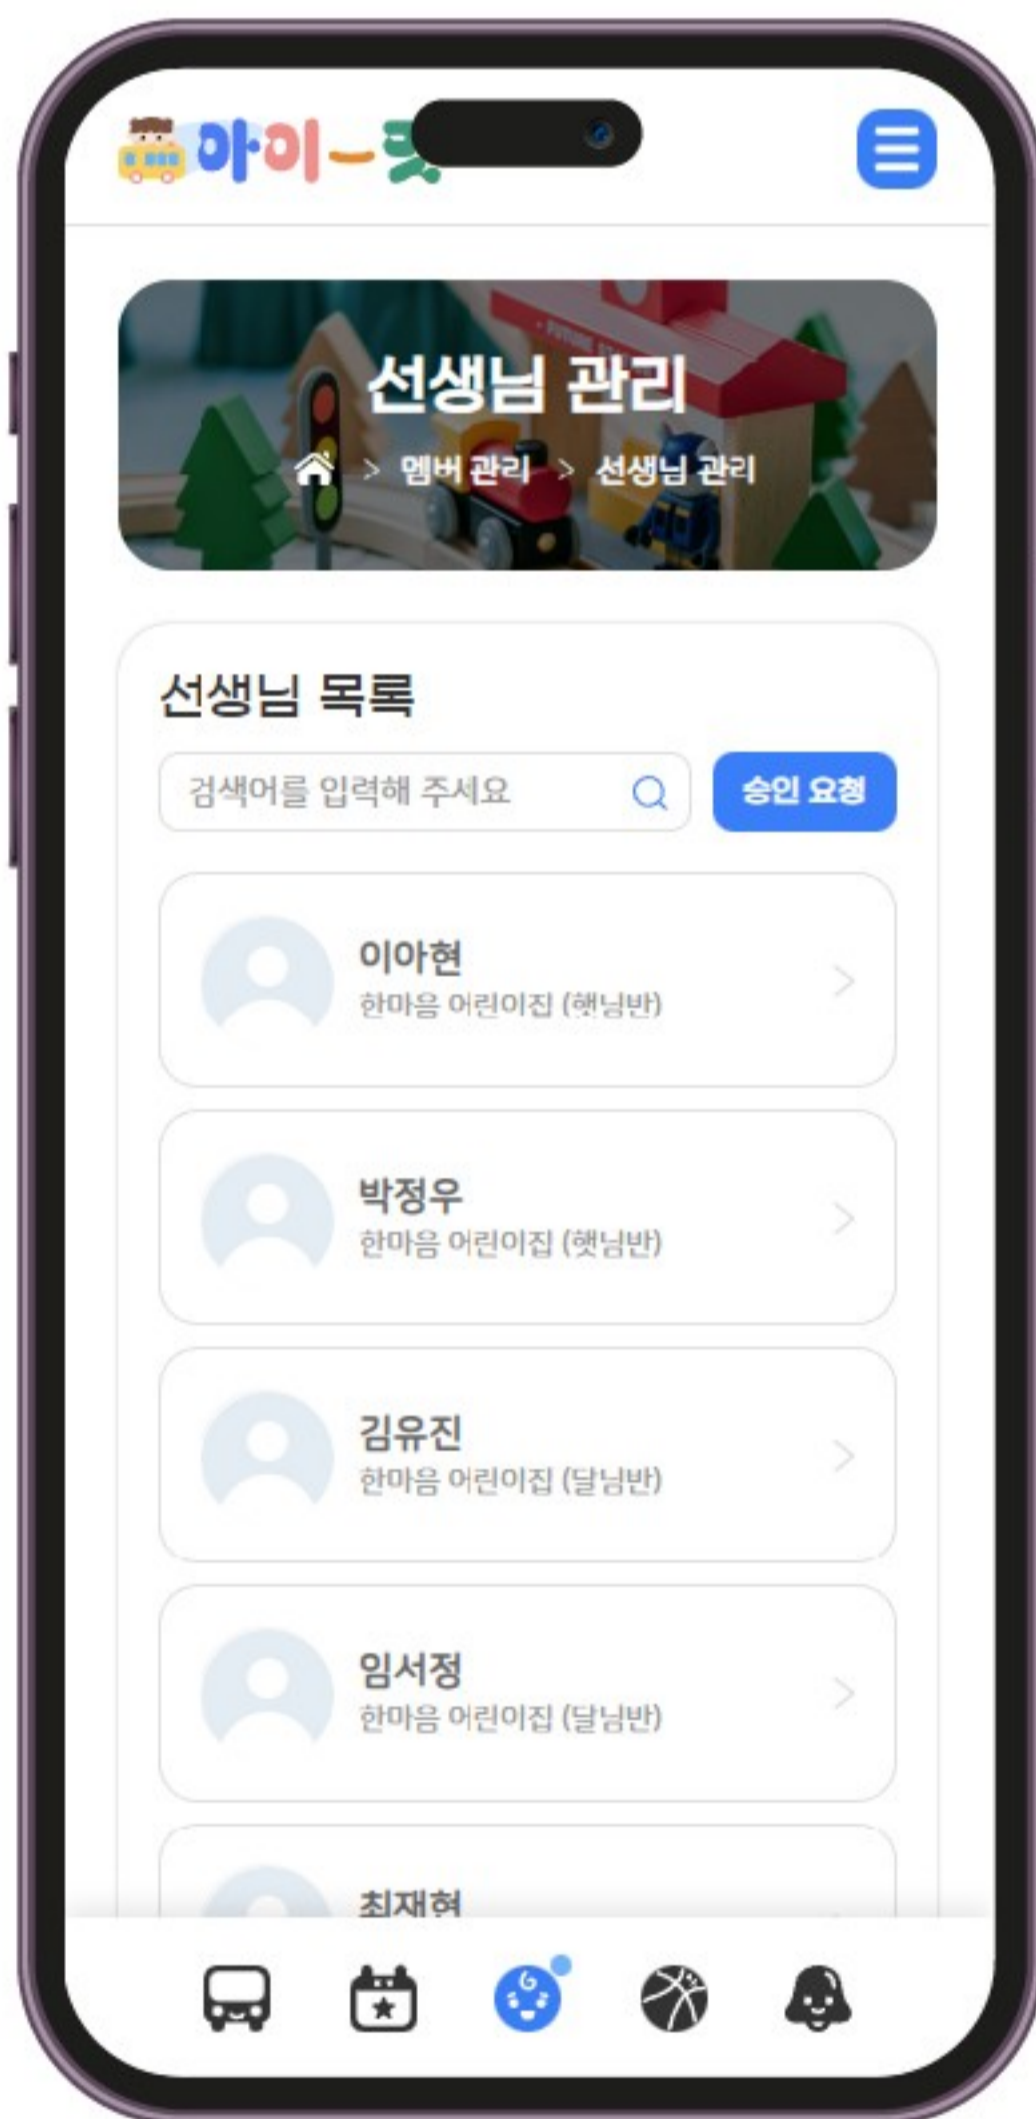 아이-핏
선생님 관리
> 멤버 관리 > 선생님 관리
선생님 목록
검색어를 입력해 주세요
승인 요청
이아현
한마음 어린이집 (햇님반)
박정우
한마음 어린이집 (햇님반)
김유진
한마음 어린이집 (달님반)
임서정
한마음 어린이집 (달님반)
최재현